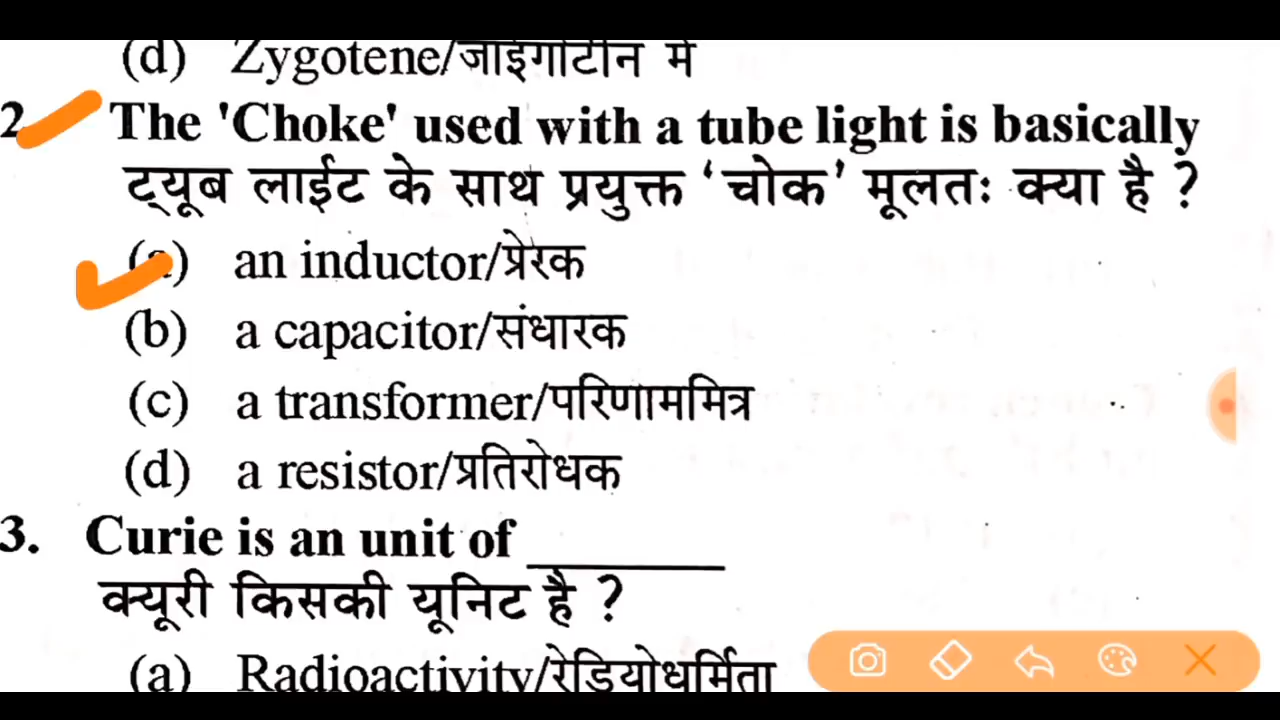 (d) Zygotene/जाइगोटीन में
2 The 'Choke' used with a tube light is basically
ट्यूब लाईट के साथ प्रयुक्त 'चोक' मूलतः क्या है ?
(a) an inductor/प्रेरक
(b) a capacitor/संधारक
(c) a transformer/परिणाममित्र
(d) a resistor/प्रतिरोधक
3. Curie is an unit of ________
क्यूरी किसकी यूनिट है ?
(a) Radioactivity/रेडियोधर्मिता